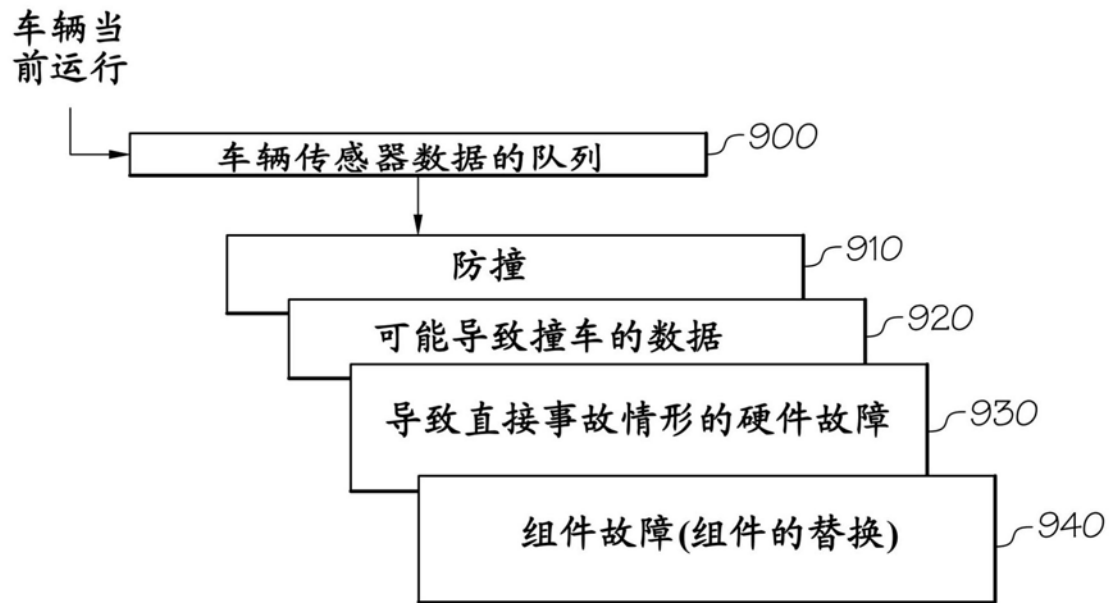 车辆当
前运行
车辆传感器数据的队列
900
防撞
910
可能导致撞车的数据
920
导致直接事故情形的硬件故障
930
组件故障(组件的替换)
940